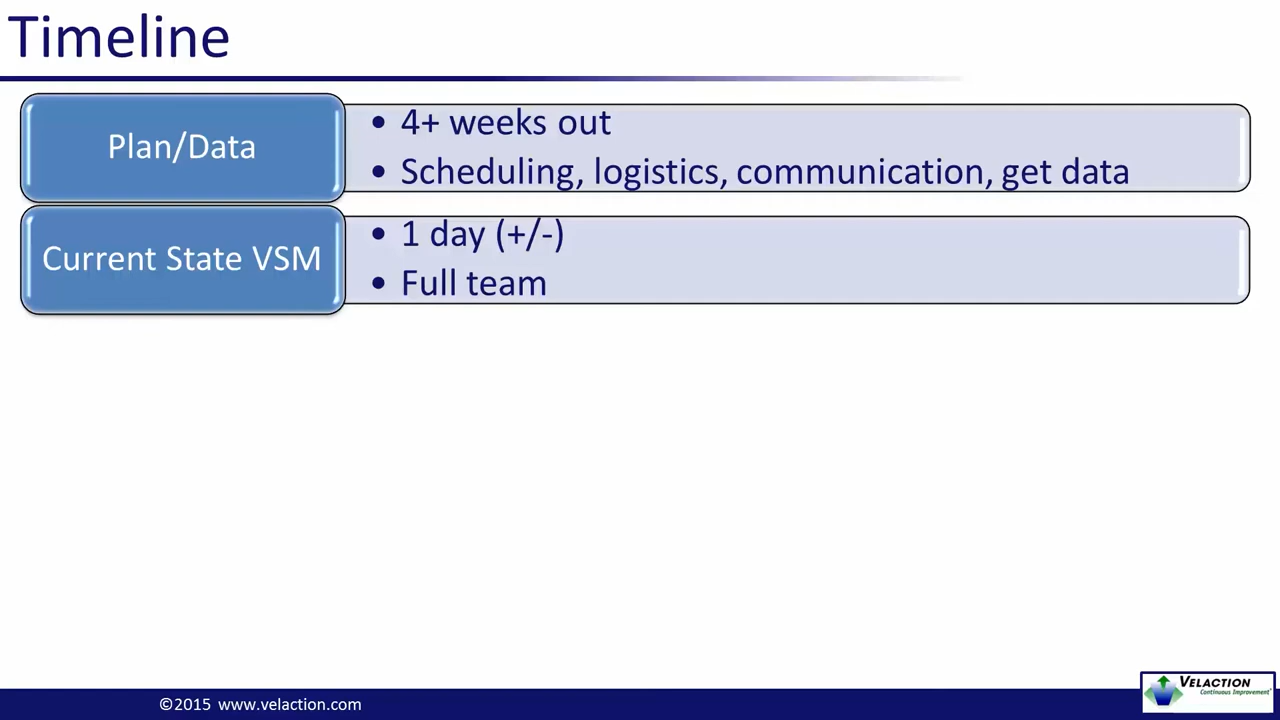 Timeline
Plan/Data
• 4+ weeks out
• Scheduling, logistics, communication, get data
Current State VSM
• 1 day (+/-)
• Full team
©2015 www.velaction.com
VELACTION
Continuous Improvement